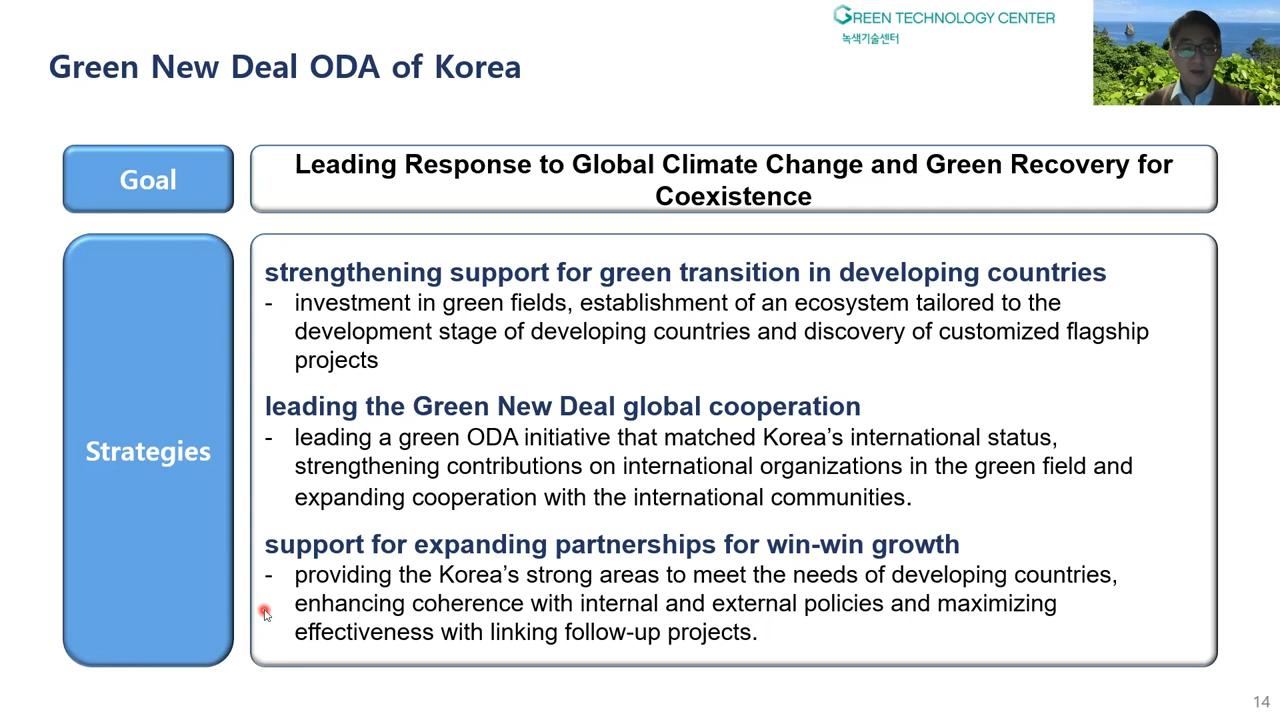 GREEN TECHNOLOGY CENTER
녹색기술센터
Green New Deal ODA of Korea
Goal
Leading Response to Global Climate Change and Green Recovery for
Coexistence
Strategies
strengthening support for green transition in developing countries
- investment in green fields, establishment of an ecosystem tailored to the
development stage of developing countries and discovery of customized flagship
projects
leading the Green New Deal global cooperation
- leading a green ODA initiative that matched Korea’s international status,
strengthening contributions on international organizations in the green field and
expanding cooperation with the international communities.
support for expanding partnerships for win-win growth
- providing the Korea’s strong areas to meet the needs of developing countries,
enhancing coherence with internal and external policies and maximizing
effectiveness with linking follow-up projects.
14